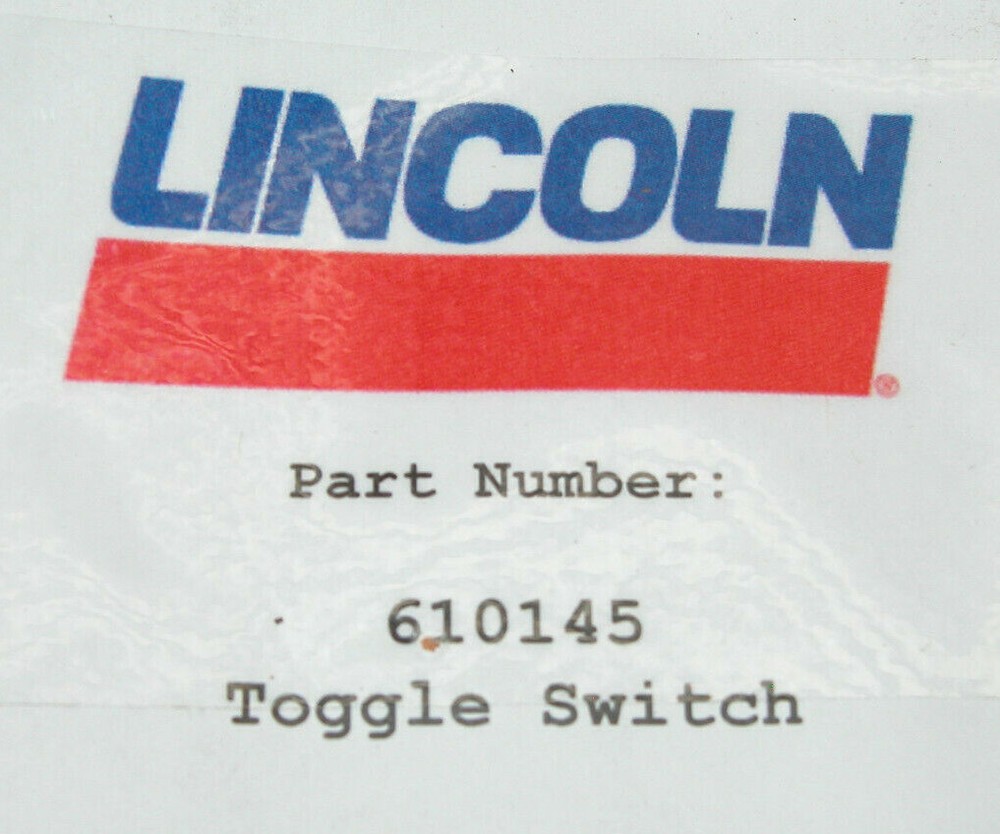 LINCOLN
®
Part Number:
610145
Toggle Switch